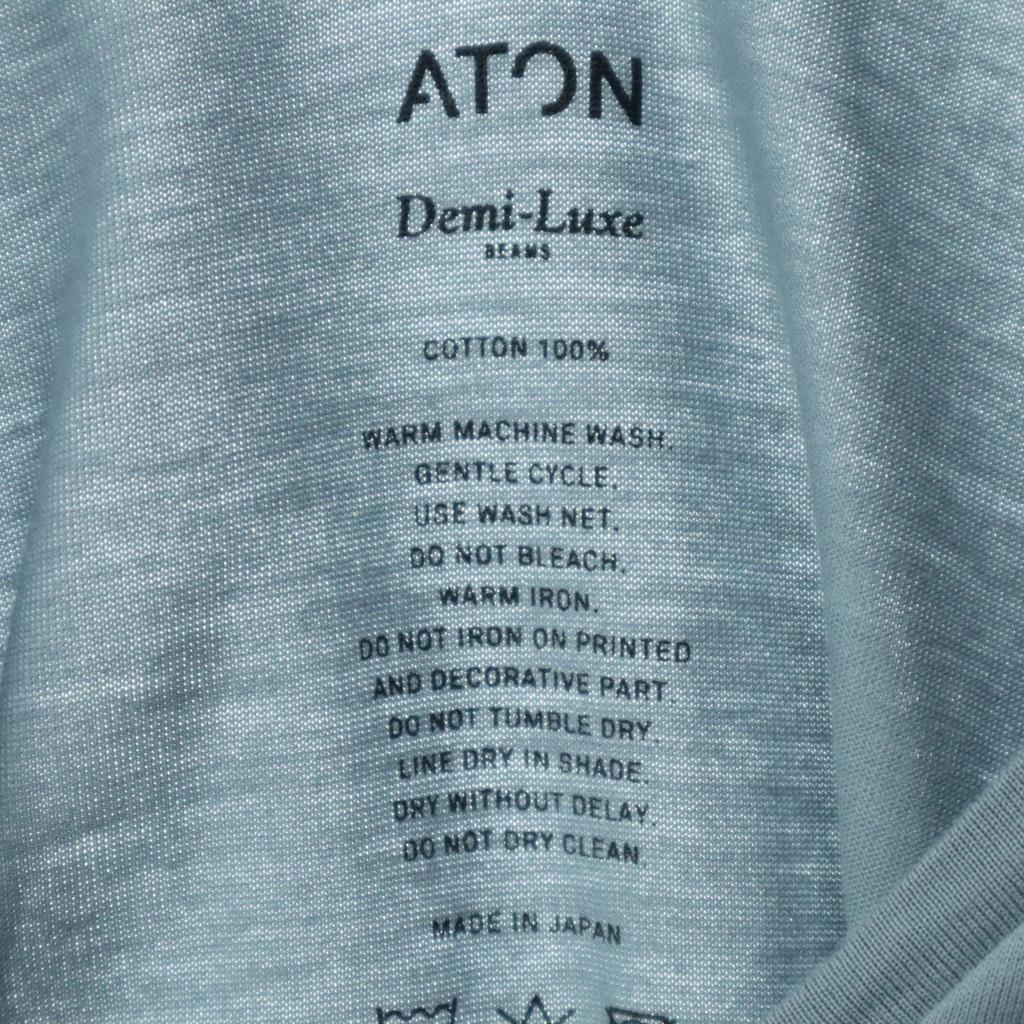 ATON
Demi-Luxe
BEAMS
COTTON 100%
WARM MACHINE WASH.
GENTLE CYCLE.
USE WASH NET.
DO NOT BLEACH.
WARM IRON.
DO NOT IRON ON PRINTED
AND DECORATIVE PART.
DO NOT TUMBLE DRY.
LINE DRY IN SHADE.
DRY WITHOUT DELAY.
DO NOT DRY CLEAN.
MADE IN JAPAN